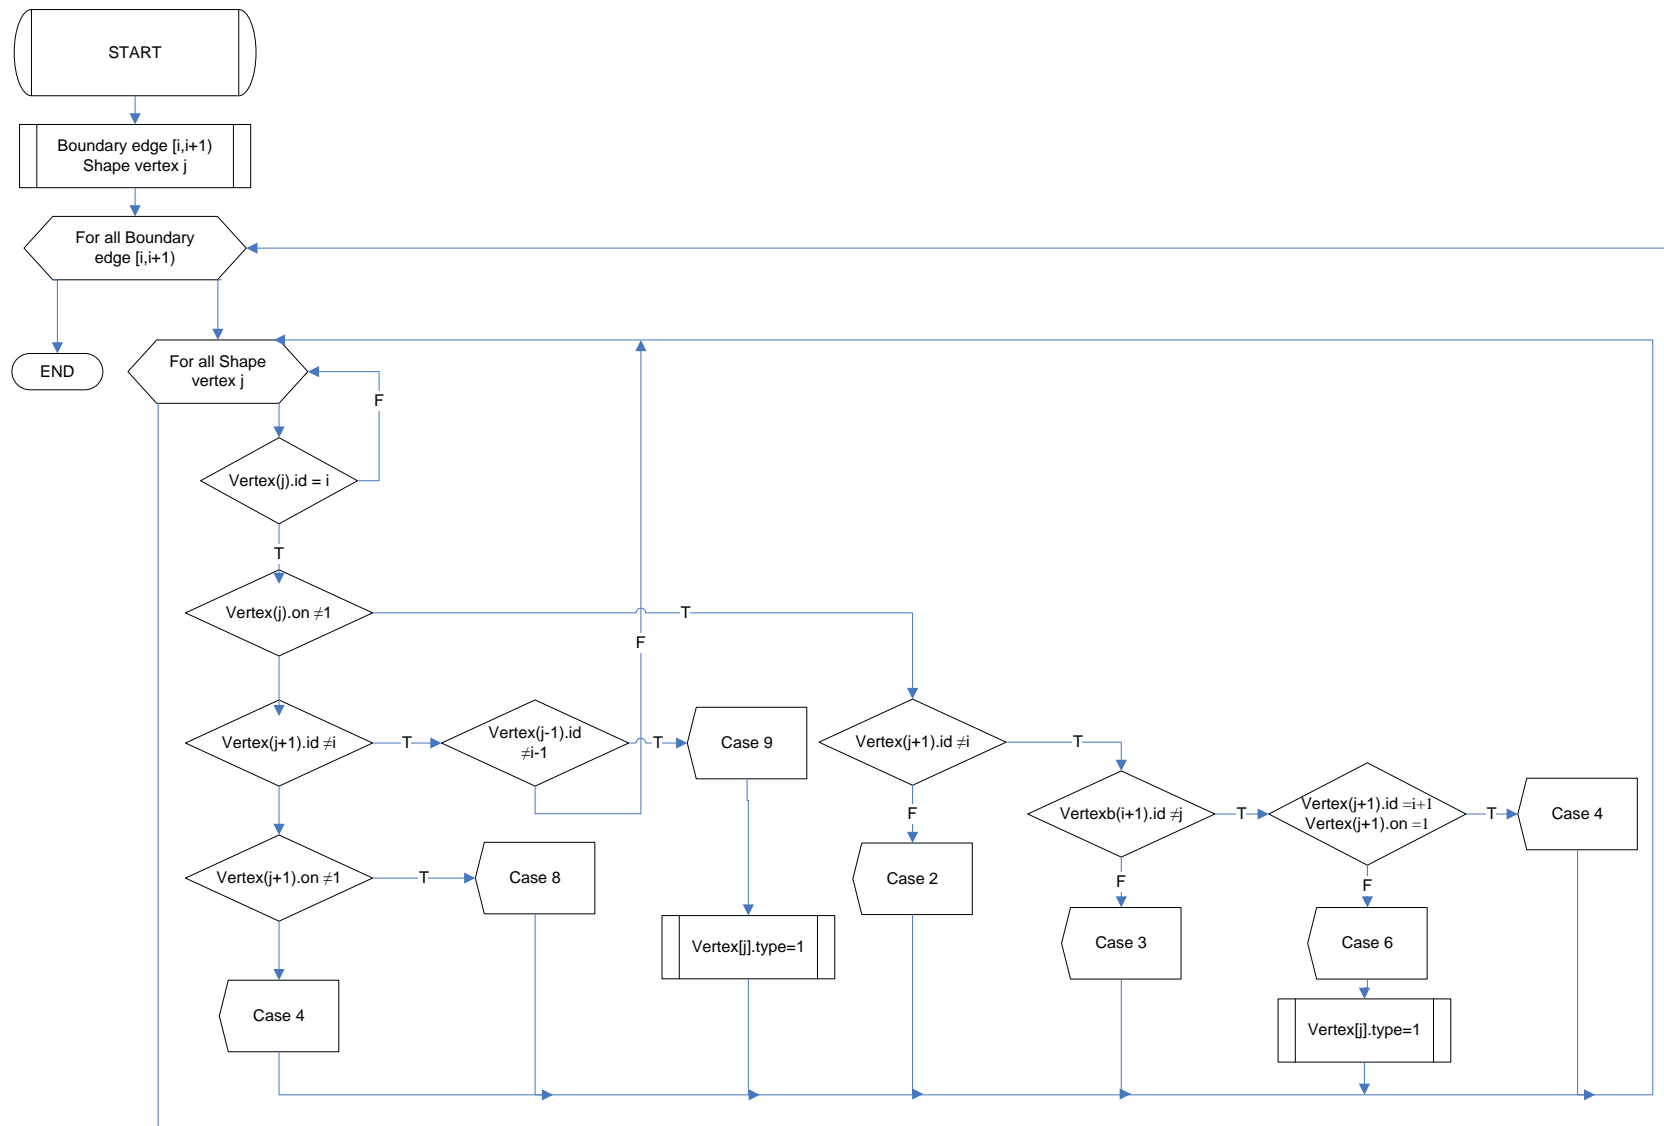 START
Boundary edge [i,i+1)
Shape vertex j
For all Boundary
edge [i,i+1)
END
For all Shape
vertex j
F
Vertex(j).id = i
T
Vertex(j).on ≠1
T
F
Vertex(j+1).id ≠i
T
Vertex(j-1).id
≠i-1
T
Case 9
Vertex(j+1).id ≠i
T
F
Vertexb(i+1).id ≠j
T
Vertex(j+1).id =i+1
Vertex(j+1).on =1
T
Case 4
Vertex(j+1).on ≠1
T
Case 8
Case 2
F
F
Vertex[j].type=1
Case 3
Case 6
Case 4
Vertex[j].type=1